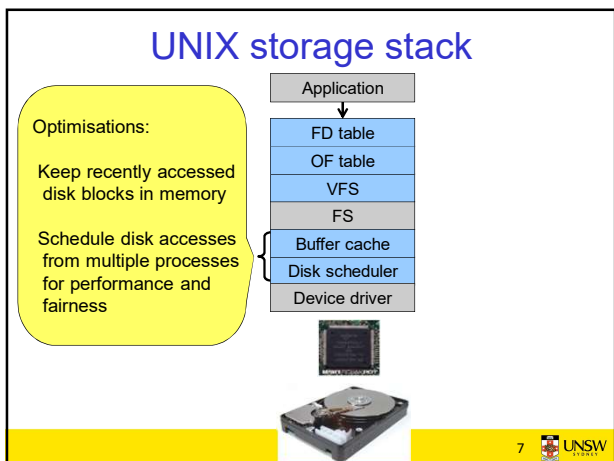 UNIX storage stack
Application
Optimisations:
Keep recently accessed
disk blocks in memory
Schedule disk accesses
from multiple processes
for performance and
fairness
FD table
OF table
VFS
FS
Buffer cache
Disk scheduler
Device driver
7
UNSW
SYDNEY